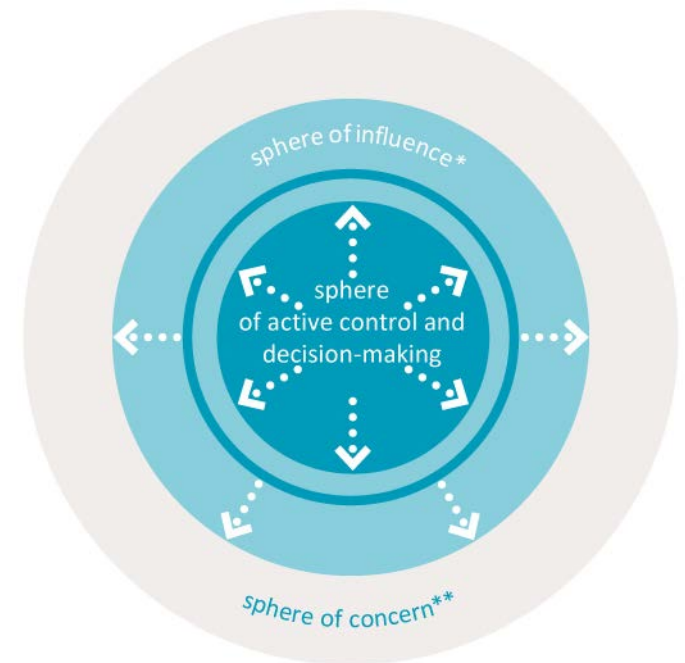 sphere of influence*
sphere
of active control and
decision-making
sphere of concern**